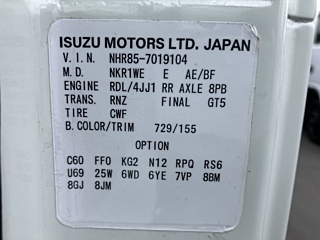 ISUZU MOTORS LTD. JAPAN
V. I. N. NHR85-7019104
M. D. NKR1WE E AE/BF
ENGINE RDL/4JJ1 RR AXLE 8PB
TRANS. RNZ FINAL GT5
TIRE CWF
B. COLOR/TRIM 729/155
OPTION
C60 FF0 KG2 N12 RPQ RS6
U69 25W 6WD 6YE 7VP 8BM
8GJ 8JM